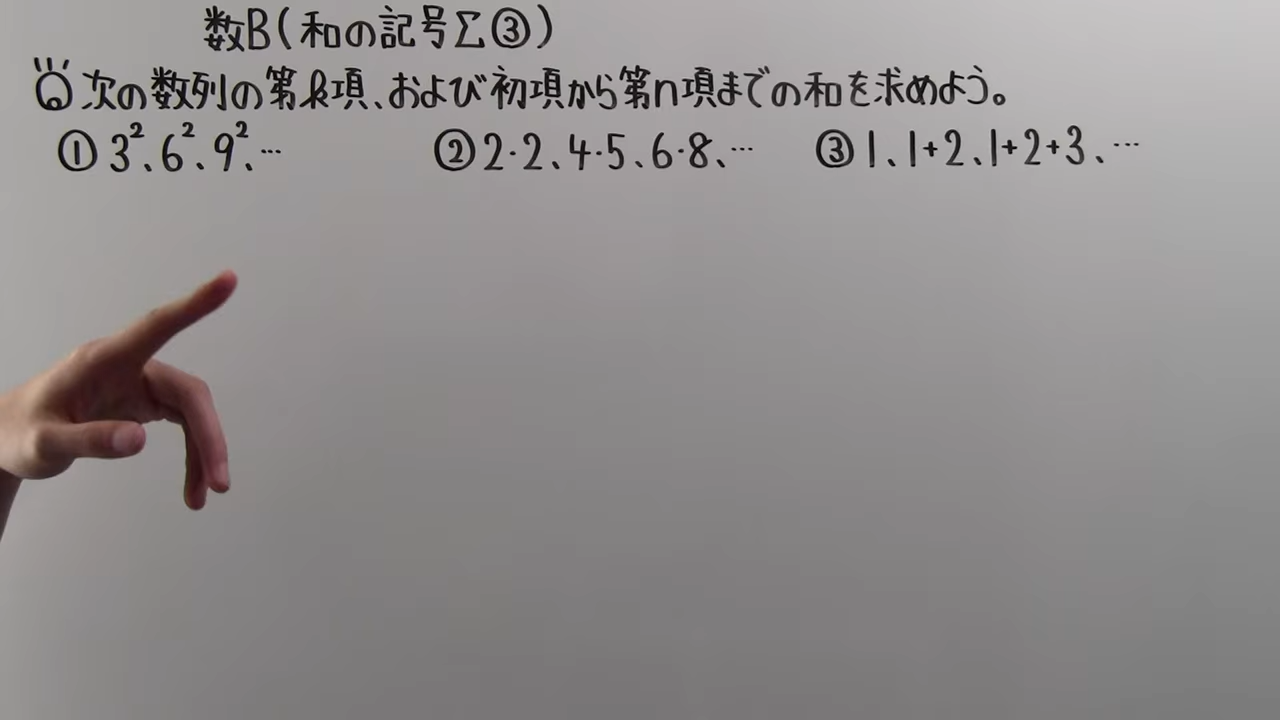 数B(和の記号Σ③)
次の数列の第k項、および初項から第n項までの和を求めよう。
① 3²、6²、9²、… ② 2・2、4・5、6・8、… ③ 1、1+2、1+2+3、…